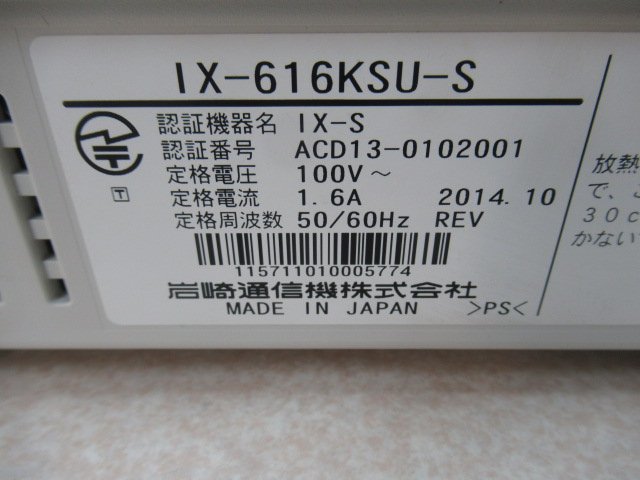 IX-616KSU-S
認証機器名 IX-S
認証番号 ACD13-0102001
T
定格電圧 100V～
定格電流 1.6A 2014.10
定格周波数 50/60Hz REV
115711010005774
岩崎通信機株式会社
MADE IN JAPAN >PS<
放熱
で、
30c
かない